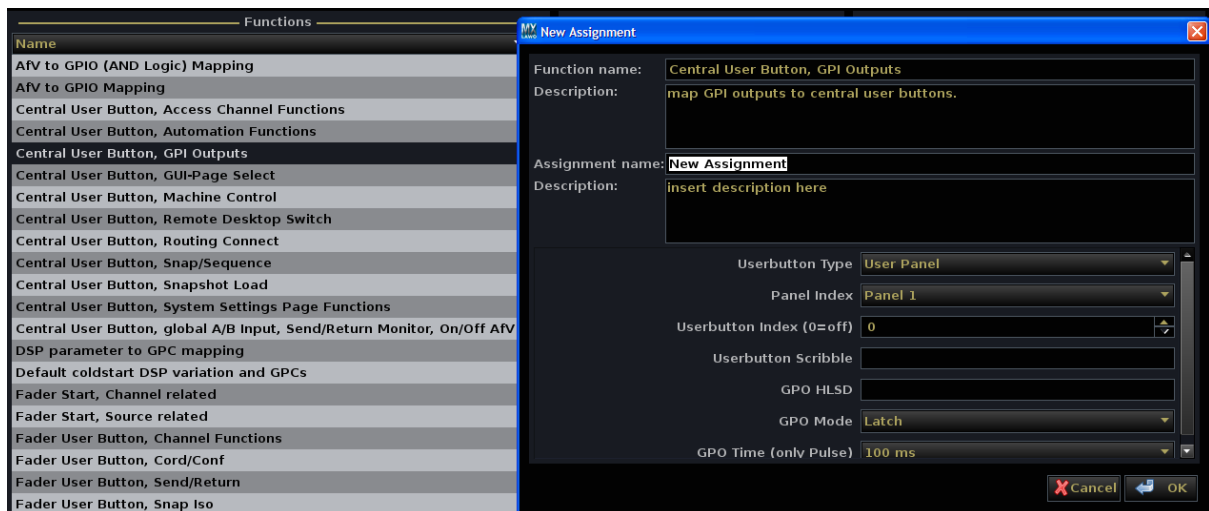 Functions
Name
AfV to GPIO (AND Logic) Mapping
AfV to GPIO Mapping
Central User Button, Access Channel Functions
Central User Button, Automation Functions
Central User Button, GPI Outputs
Central User Button, GUI-Page Select
Central User Button, Machine Control
Central User Button, Remote Desktop Switch
Central User Button, Routing Connect
Central User Button, Snap/Sequence
Central User Button, Snapshot Load
Central User Button, System Settings Page Functions
Central User Button, global A/B Input, Send/Return Monitor, On/Off AfV
DSP parameter to GPC mapping
Default coldstart DSP variation and GPCs
Fader Start, Channel related
Fader Start, Source related
Fader User Button, Channel Functions
Fader User Button, Cord/Conf
Fader User Button, Send/Return
Fader User Button, Snap Iso
MX LAWO New Assignment
Function name: Central User Button, GPI Outputs
Description: map GPI outputs to central user buttons.
Assignment name: New Assignment
Description: insert description here
Userbutton Type User Panel
Panel Index Panel 1
Userbutton Index (0=off) 0
Userbutton Scribble
GPO HLSD
GPO Mode Latch
GPO Time (only Pulse) 100 ms
Cancel OK